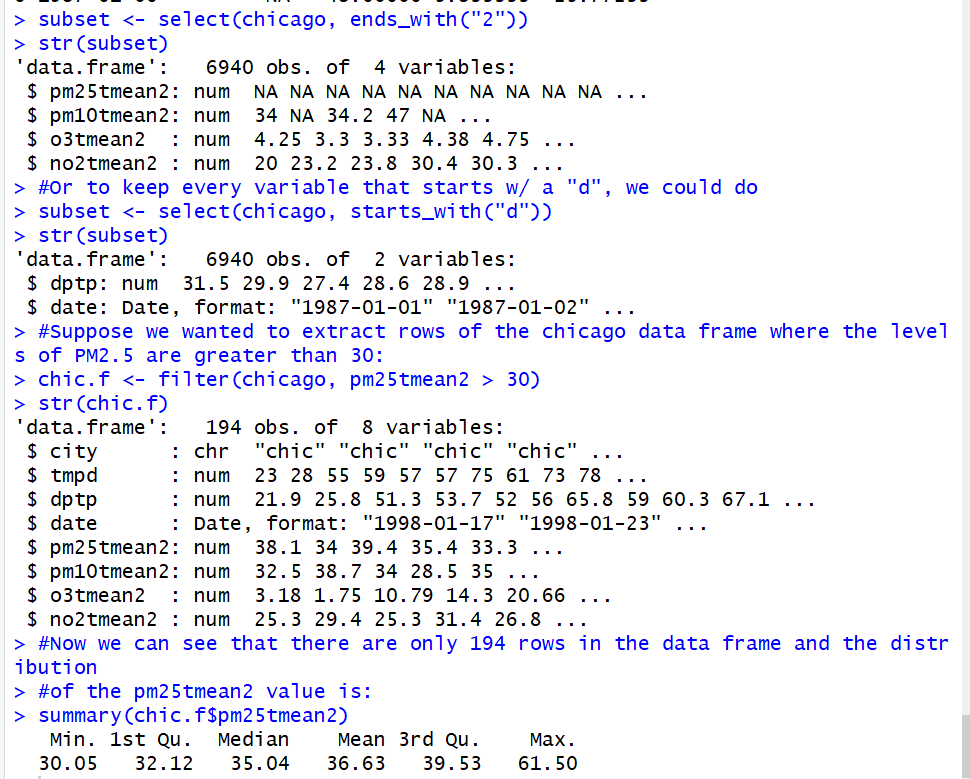 > subset <- select(chicago, ends_with("2"))
> str(subset)
'data.frame':   6940 obs. of  4 variables:
 $ pm25tmean2: num  NA NA NA NA NA NA NA NA NA NA ...
 $ pm10tmean2: num  34 NA 34.2 47 NA ...
 $ o3tmean2  : num  4.25 3.3 3.33 4.38 4.75 ...
 $ no2tmean2 : num  20 23.2 23.8 30.4 30.3 ...
> #Or to keep every variable that starts w/ a "d", we could do
> subset <- select(chicago, starts_with("d"))
> str(subset)
'data.frame':   6940 obs. of  2 variables:
 $ dptp: num  31.5 29.9 27.4 28.6 28.9 ...
 $ date: Date, format: "1987-01-01" "1987-01-02" ...
> #Suppose we wanted to extract rows of the chicago data frame where the level
s of PM2.5 are greater than 30:
> chic.f <- filter(chicago, pm25tmean2 > 30)
> str(chic.f)
'data.frame':   194 obs. of  8 variables:
 $ city      : chr  "chic" "chic" "chic" "chic" ...
 $ tmpd      : num  23 28 55 59 57 57 75 61 73 78 ...
 $ dptp      : num  21.9 25.8 51.3 53.7 52 56 65.8 59 60.3 67.1 ...
 $ date      : Date, format: "1998-01-17" "1998-01-23" ...
 $ pm25tmean2: num  38.1 34 39.4 35.4 33.3 ...
 $ pm10tmean2: num  32.5 38.7 34 28.5 35 ...
 $ o3tmean2  : num  3.18 1.75 10.79 14.3 20.66 ...
 $ no2tmean2 : num  25.3 29.4 25.3 31.4 26.8 ...
> #Now we can see that there are only 194 rows in the data frame and the distr
ibution
> #of the pm25tmean2 value is:
> summary(chic.f$pm25tmean2)
   Min. 1st Qu.  Median    Mean 3rd Qu.    Max.
  30.05   32.12   35.04   36.63   39.53   61.50